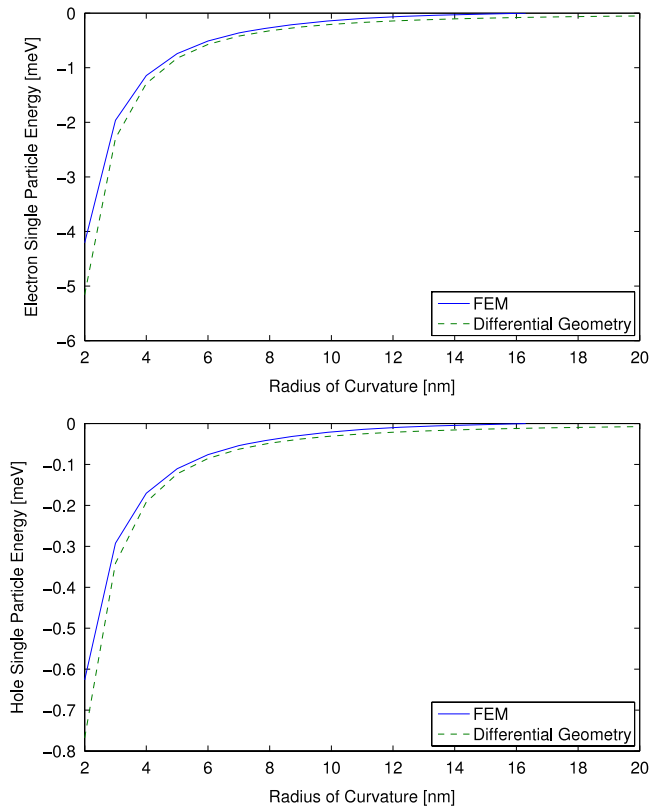 0
−1
−2
−3
−4
−5
−6
Electron Single Particle Energy [meV]
FEM
Differential Geometry
2 4 6 8 10 12 14 16 18 20
Radius of Curvature [nm]
0
−0.1
−0.2
−0.3
−0.4
−0.5
−0.6
−0.7
−0.8
Hole Single Particle Energy [meV]
FEM
Differential Geometry
2 4 6 8 10 12 14 16 18 20
Radius of Curvature [nm]